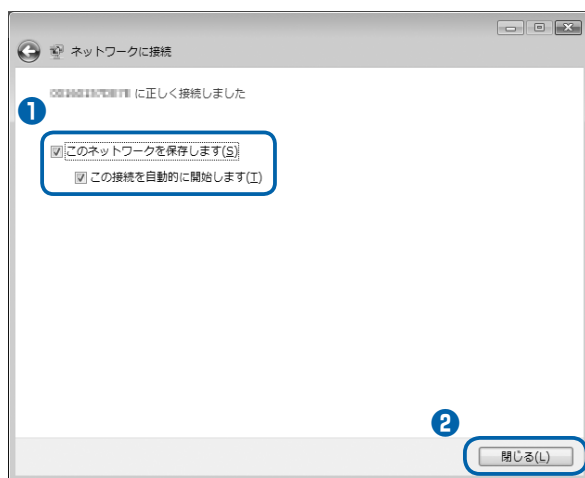 ネットワークに接続
に正しく接続しました
1
このネットワークを保存します(S)
この接続を自動的に開始します(T)
2
閉じる(L)